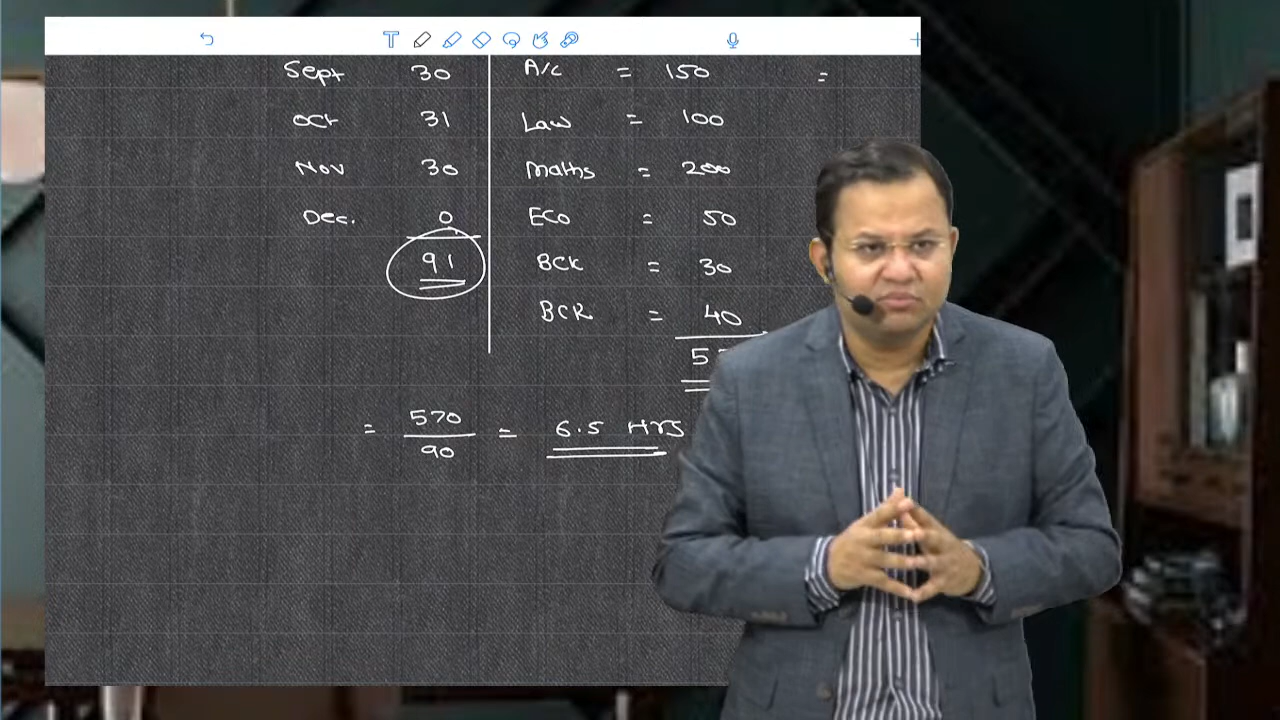 Sept 30
Oct 31
Nov 30
Dec. 0
91
A/c = 150 =
Law = 100
Maths = 200
ECO = 50
BCK = 30
BCR = 40
= 570 / 90 = 6.5 HRS